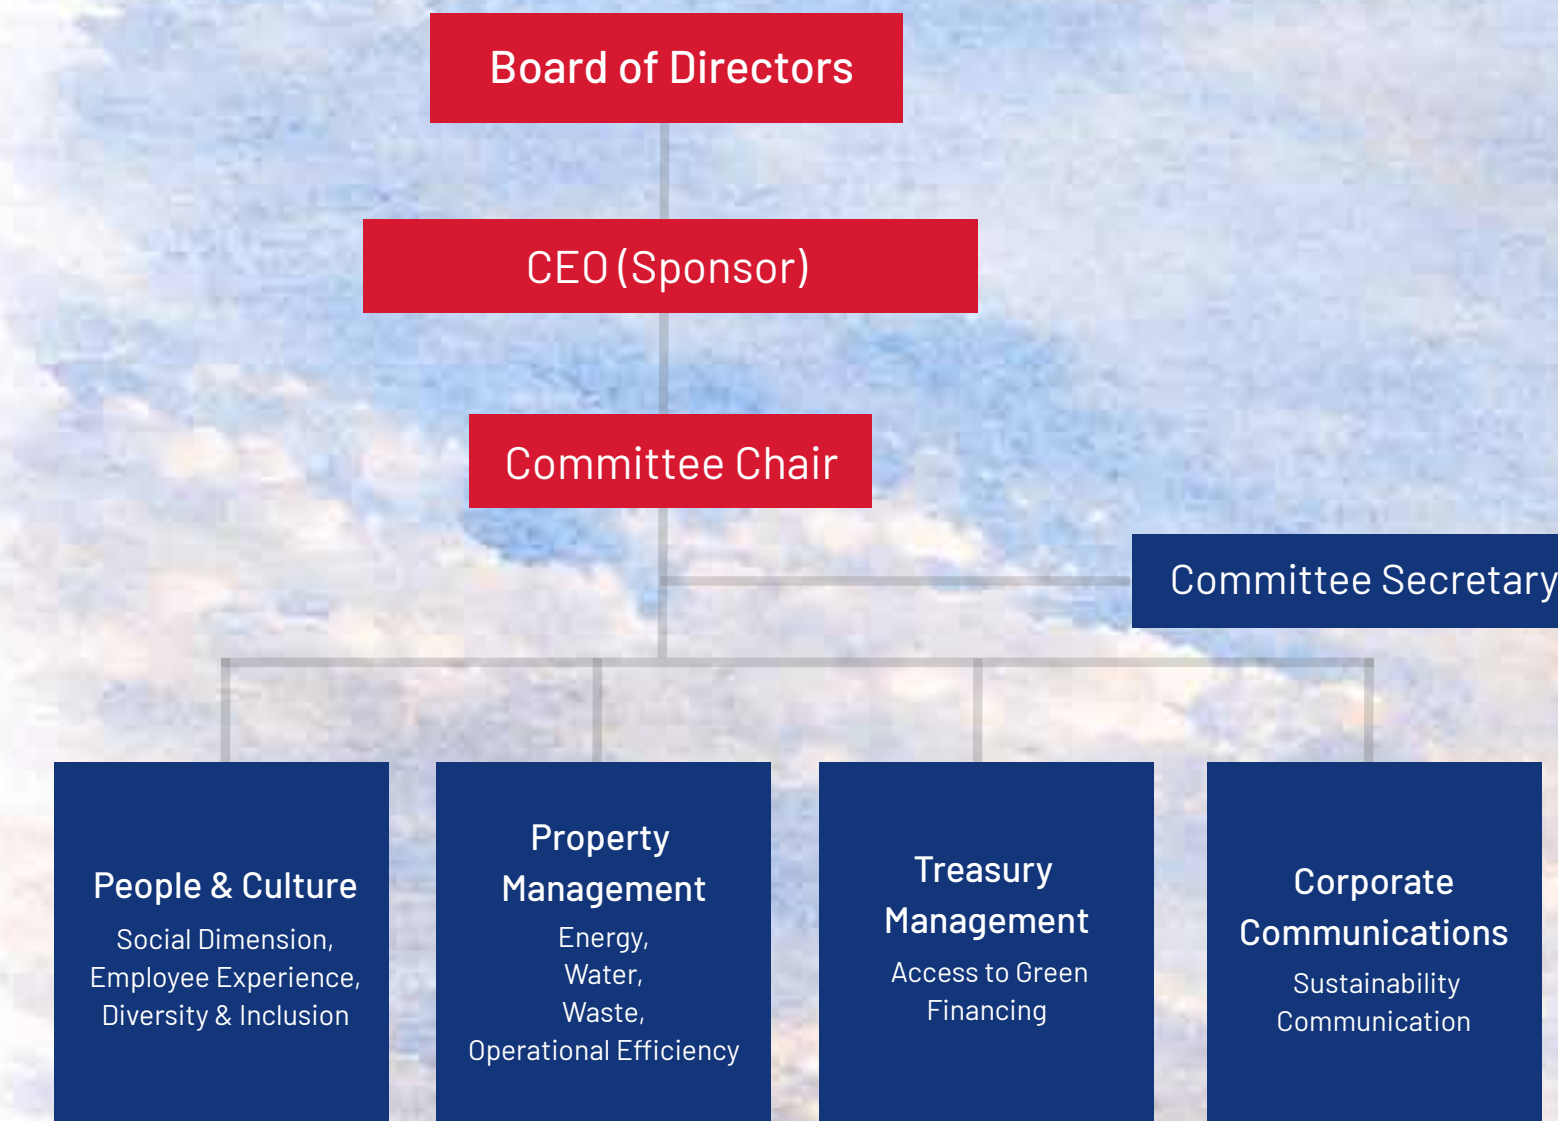 Board of Directors
CEO (Sponsor)
Committee Chair
Committee Secretary
People & Culture
Social Dimension,
Employee Experience,
Diversity & Inclusion
Property
Management
Energy,
Water,
Waste,
Operational Efficiency
Treasury
Management
Access to Green
Financing
Corporate
Communications
Sustainability
Communication